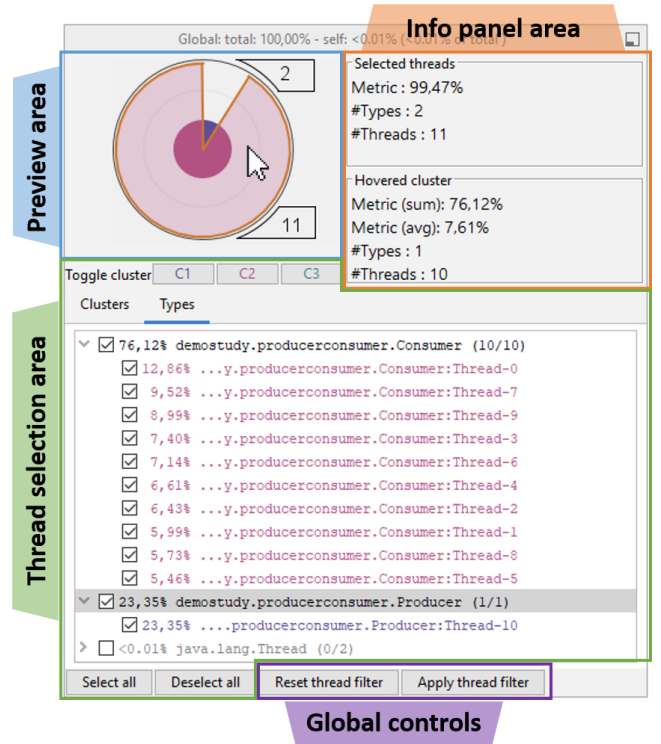 Info panel area
Global: total: 100,00% - self: <0.01% (<0.01% of total )
Preview area
2
11
Selected threads
Metric : 99,47%
#Types : 2
#Threads : 11
Hovered cluster
Metric (sum): 76,12%
Metric (avg): 7,61%
#Types : 1
#Threads : 10
Thread selection area
Toggle cluster C1 C2 C3
Clusters Types
76,12% demostudy.producerconsumer.Consumer (10/10)
12,86% ...y.producerconsumer.Consumer:Thread-0
9,52% ...y.producerconsumer.Consumer:Thread-7
8,99% ...y.producerconsumer.Consumer:Thread-9
7,40% ...y.producerconsumer.Consumer:Thread-3
7,14% ...y.producerconsumer.Consumer:Thread-6
6,61% ...y.producerconsumer.Consumer:Thread-4
6,43% ...y.producerconsumer.Consumer:Thread-2
5,99% ...y.producerconsumer.Consumer:Thread-1
5,73% ...y.producerconsumer.Consumer:Thread-8
5,46% ...y.producerconsumer.Consumer:Thread-5
23,35% demostudy.producerconsumer.Producer (1/1)
23,35% ....producerconsumer.Producer:Thread-10
<0.01% java.lang.Thread (0/2)
Select all Deselect all Reset thread filter Apply thread filter
Global controls